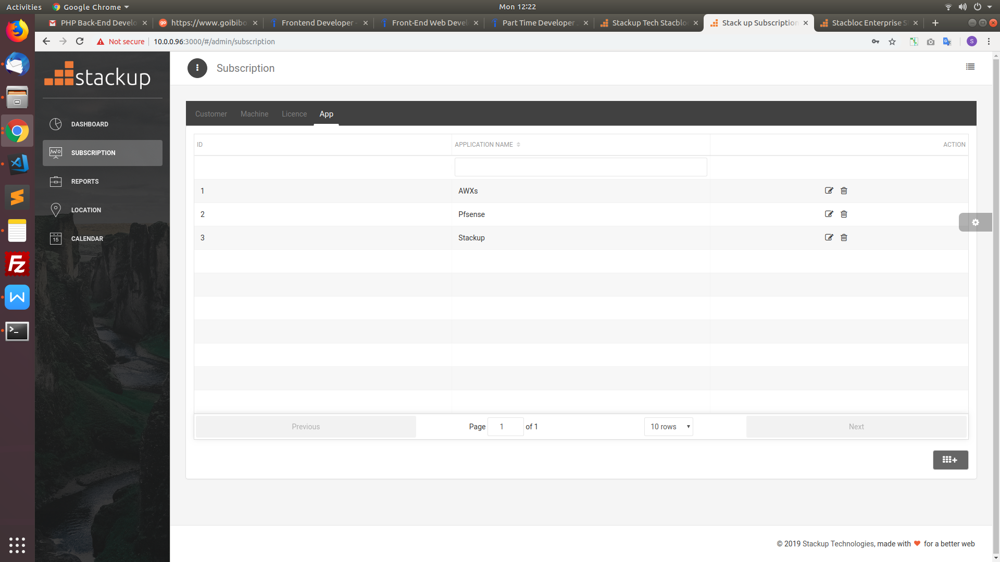 Activities Google Chrome Mon 12:22
PHP Back-End Develo https://www.goibibo Frontend Developer - Front-End Web Devel Part Time Developer Stackup Tech Stacblo Stack up Subscription Stacbloc Enterprise S
Not secure 10.0.0.96:3000/#/admin/subscription S
stackup
DASHBOARD
SUBSCRIPTION
REPORTS
LOCATION
15 CALENDAR
Subscription
Customer Machine Licence App
ID APPLICATION NAME ACTION
1 AWXs
2 Pfsense
3 Stackup
Previous Page 1 of 1 10 rows Next
© 2019 Stackup Technologies, made with ❤ for a better web